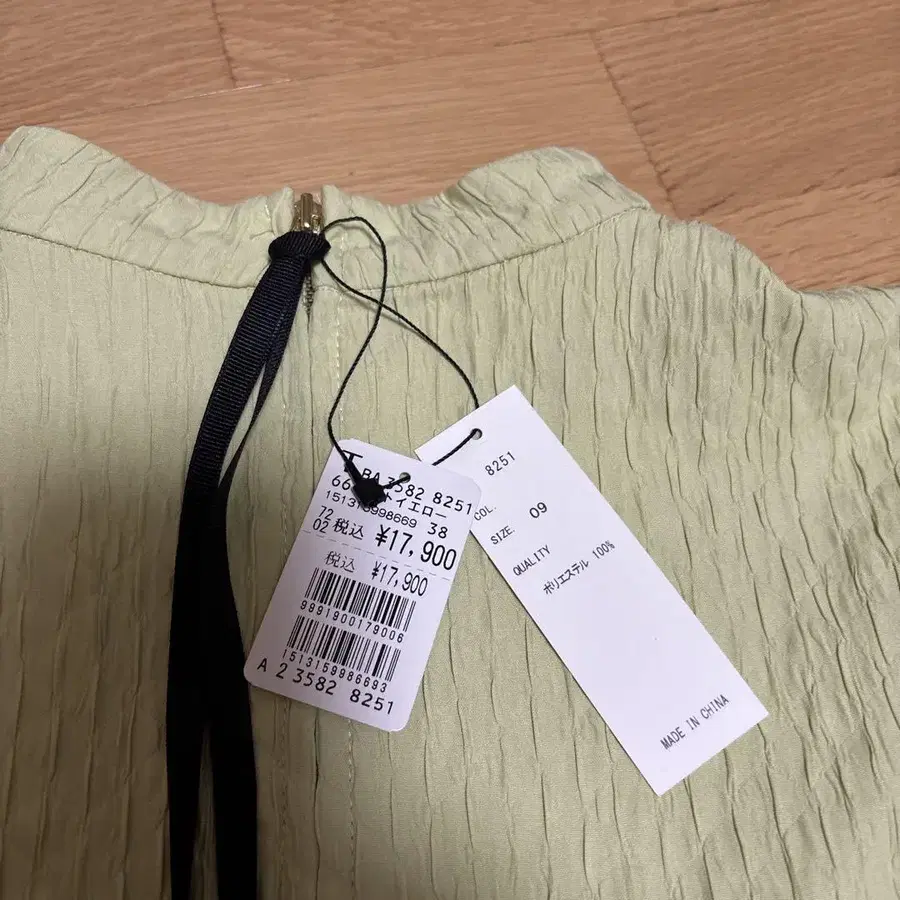 BA 3582 8251
トイエロー
38
72
02 税込 ¥17,900
税込 ¥17,900
9991900179006
1513159986693
A 2 3582 8251
8251
COL.
SIZE. 09
QUALITY
ポリエステル 100%
MADE IN CHINA